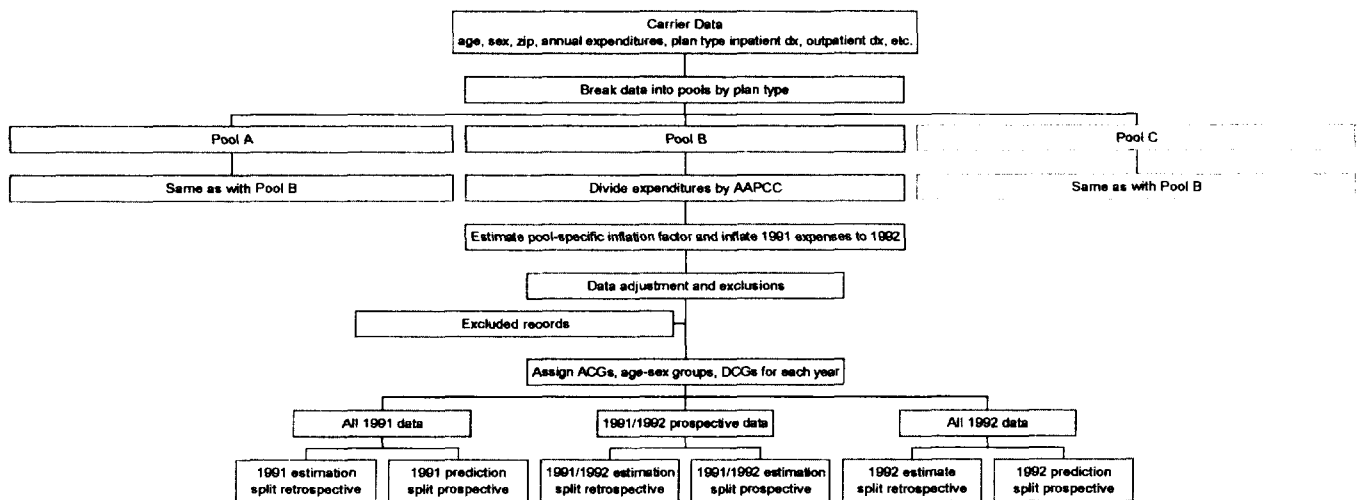 Carrier Data
age, sex, zip, annual expenditures, plan type inpatient dx, outpatient dx, etc.
Break data into pools by plan type
Pool A
Pool B
Pool C
Same as with Pool B
Divide expenditures by AAPCC
Same as with Pool B
Estimate pool-specific inflation factor and inflate 1991 expenses to 1992
Data adjustment and exclusions
Excluded records
Assign ACGs, age-sex groups, DCGs for each year
All 1991 data
1991/1992 prospective data
All 1992 data
1991 estimation
split retrospective
1991 prediction
split prospective
1991/1992 estimation
split retrospective
1991/1992 estimation
split prospective
1992 estimate
split retrospective
1992 prediction
split prospective